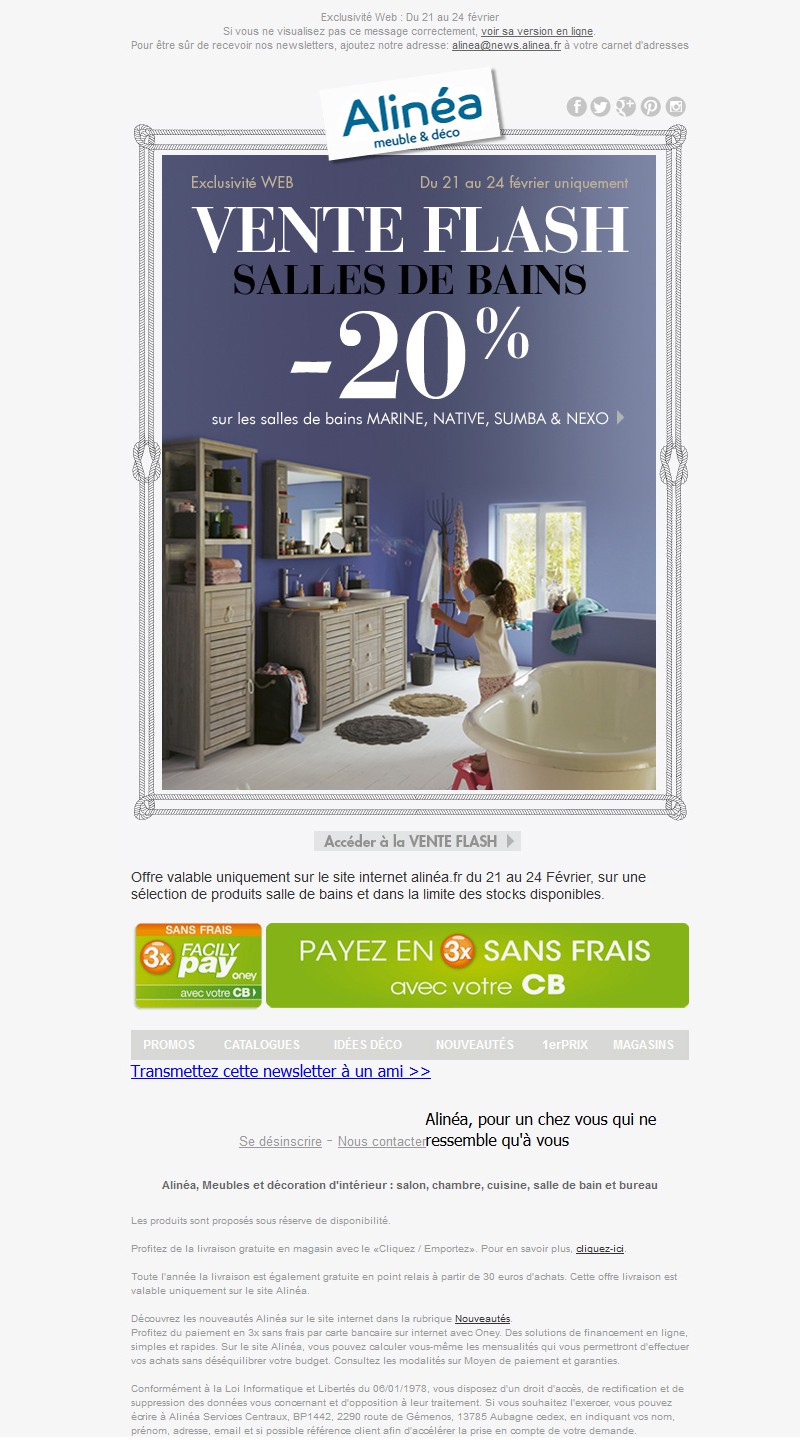 Exclusivité Web : Du 21 au 24 février
Si vous ne visualisez pas ce message correctement, voir sa version en ligne.
Pour être sûr de recevoir nos newsletters, ajoutez notre adresse: alinea@news.alinea.fr à votre carnet d'adresses
Alinéa
meuble & déco
Exclusivité WEB
Du 21 au 24 février uniquement
VENTE FLASH
SALLES DE BAINS
-20%
sur les salles de bains MARINE, NATIVE, SUMBA & NEXO
Accéder à la VENTE FLASH
Offre valable uniquement sur le site internet alinéa.fr du 21 au 24 Février, sur une
sélection de produits salle de bains et dans la limite des stocks disponibles.
SANS FRAIS
3x FACILY
pay oney
avec votre CB
PAYEZ EN 3x SANS FRAIS
avec votre CB
PROMOS CATALOGUES IDÉES DÉCO NOUVEAUTÉS 1erPRIX MAGASINS
Transmettez cette newsletter à un ami >>
Alinéa, pour un chez vous qui ne
ressemble qu'à vous
Se désinscrire - Nous contacter
Alinéa, Meubles et décoration d'intérieur : salon, chambre, cuisine, salle de bain et bureau
Les produits sont proposés sous réserve de disponibilité.
Profitez de la livraison gratuite en magasin avec le «Cliquez / Emportez». Pour en savoir plus, cliquez-ici.
Toute l'année la livraison est également gratuite en point relais à partir de 30 euros d'achats. Cette offre livraison est
valable uniquement sur le site Alinéa.
Découvrez les nouveautés Alinéa sur le site internet dans la rubrique Nouveautés.
Profitez du paiement en 3x sans frais par carte bancaire sur internet avec Oney. Des solutions de financement en ligne,
simples et rapides. Sur le site Alinéa, vous pouvez calculer vous-même les mensualités qui vous permettront d'effectuer
vos achats sans déséquilibrer votre budget. Consultez les modalités sur Moyen de paiement et garanties.
Conformément à la Loi Informatique et Libertés du 06/01/1978, vous disposez d'un droit d'accès, de rectification et de
suppression des données vous concernant et d'opposition à leur traitement. Si vous souhaitez l'exercer, vous pouvez
écrire à Alinéa Services Centraux, BP1442, 2290 route de Gémenos, 13785 Aubagne cedex, en indiquant vos nom,
prénom, adresse, email et si possible référence client afin d'accélérer la prise en compte de votre demande.